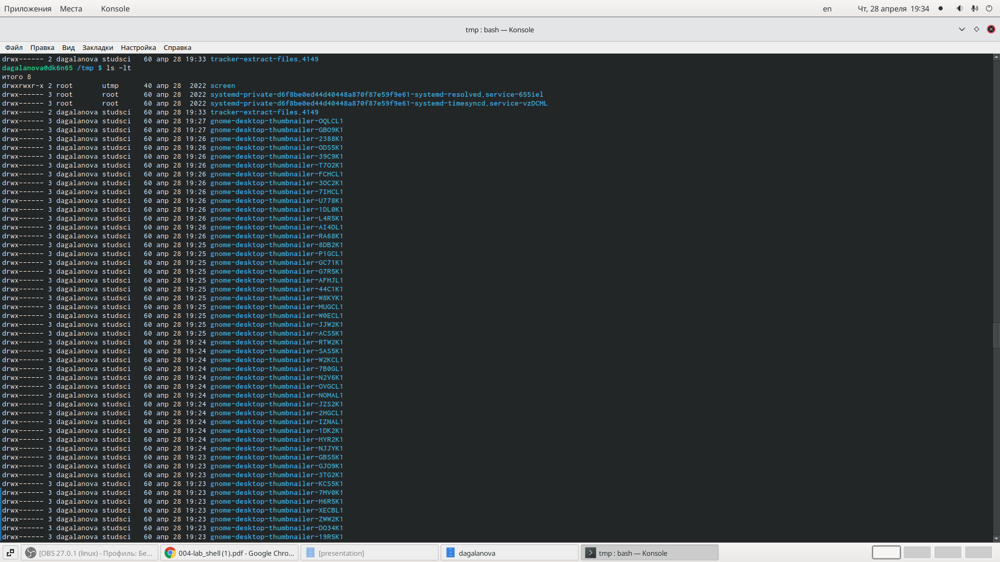 Приложения Места Konsole en Чт, 28 апреля 19:34
tmp : bash — Konsole
Файл Правка Вид Закладки Настройка Справка
drwx------ 2 dagalanova studsci 60 апр 28 19:33 tracker-extract-files.4149
dagalanova@dk6n65 /tmp $ ls -lt
итого 8
drwxrwxr-x 2 root utmp 40 апр 28 2022 screen
drwx------ 3 root root 60 апр 28 2022 systemd-private-d6f8be0ed44d40448a870f87e59f9e61-systemd-resolved.service-655iel
drwx------ 3 root root 60 апр 28 2022 systemd-private-d6f8be0ed44d40448a870f87e59f9e61-systemd-timesyncd.service-vzDCML
drwx------ 2 dagalanova studsci 60 апр 28 19:33 tracker-extract-files.4149
drwx------ 3 dagalanova studsci 60 апр 28 19:27 gnome-desktop-thumbnailer-OQLCL1
drwx------ 3 dagalanova studsci 60 апр 28 19:27 gnome-desktop-thumbnailer-GBO9K1
drwx------ 3 dagalanova studsci 60 апр 28 19:26 gnome-desktop-thumbnailer-2388K1
drwx------ 3 dagalanova studsci 60 апр 28 19:26 gnome-desktop-thumbnailer-ODS5K1
drwx------ 3 dagalanova studsci 60 апр 28 19:26 gnome-desktop-thumbnailer-39C9K1
drwx------ 3 dagalanova studsci 60 апр 28 19:26 gnome-desktop-thumbnailer-T7O2K1
drwx------ 3 dagalanova studsci 60 апр 28 19:26 gnome-desktop-thumbnailer-FCHCL1
drwx------ 3 dagalanova studsci 60 апр 28 19:26 gnome-desktop-thumbnailer-3OC2K1
drwx------ 3 dagalanova studsci 60 апр 28 19:26 gnome-desktop-thumbnailer-7IHCL1
drwx------ 3 dagalanova studsci 60 апр 28 19:26 gnome-desktop-thumbnailer-U778K1
drwx------ 3 dagalanova studsci 60 апр 28 19:26 gnome-desktop-thumbnailer-1DL0K1
drwx------ 3 dagalanova studsci 60 апр 28 19:26 gnome-desktop-thumbnailer-L4R5K1
drwx------ 3 dagalanova studsci 60 апр 28 19:26 gnome-desktop-thumbnailer-AI4DL1
drwx------ 3 dagalanova studsci 60 апр 28 19:26 gnome-desktop-thumbnailer-RA68K1
drwx------ 3 dagalanova studsci 60 апр 28 19:25 gnome-desktop-thumbnailer-8DB2K1
drwx------ 3 dagalanova studsci 60 апр 28 19:25 gnome-desktop-thumbnailer-P1GCL1
drwx------ 3 dagalanova studsci 60 апр 28 19:25 gnome-desktop-thumbnailer-GC71K1
drwx------ 3 dagalanova studsci 60 апр 28 19:25 gnome-desktop-thumbnailer-G7R5K1
drwx------ 3 dagalanova studsci 60 апр 28 19:25 gnome-desktop-thumbnailer-AFHJL1
drwx------ 3 dagalanova studsci 60 апр 28 19:25 gnome-desktop-thumbnailer-44C1K1
drwx------ 3 dagalanova studsci 60 апр 28 19:25 gnome-desktop-thumbnailer-W8KYK1
drwx------ 3 dagalanova studsci 60 апр 28 19:25 gnome-desktop-thumbnailer-MUGCL1
drwx------ 3 dagalanova studsci 60 апр 28 19:25 gnome-desktop-thumbnailer-W0ECL1
drwx------ 3 dagalanova studsci 60 апр 28 19:25 gnome-desktop-thumbnailer-JJW2K1
drwx------ 3 dagalanova studsci 60 апр 28 19:25 gnome-desktop-thumbnailer-ACS5K1
drwx------ 3 dagalanova studsci 60 апр 28 19:24 gnome-desktop-thumbnailer-RTW2K1
drwx------ 3 dagalanova studsci 60 апр 28 19:24 gnome-desktop-thumbnailer-SAS5K1
drwx------ 3 dagalanova studsci 60 апр 28 19:24 gnome-desktop-thumbnailer-W2KCL1
drwx------ 3 dagalanova studsci 60 апр 28 19:24 gnome-desktop-thumbnailer-7B0GL1
drwx------ 3 dagalanova studsci 60 апр 28 19:24 gnome-desktop-thumbnailer-N2V6K1
drwx------ 3 dagalanova studsci 60 апр 28 19:24 gnome-desktop-thumbnailer-OVGCL1
drwx------ 3 dagalanova studsci 60 апр 28 19:24 gnome-desktop-thumbnailer-NOMAL1
drwx------ 3 dagalanova studsci 60 апр 28 19:24 gnome-desktop-thumbnailer-JZS2K1
drwx------ 3 dagalanova studsci 60 апр 28 19:24 gnome-desktop-thumbnailer-2HGCL1
drwx------ 3 dagalanova studsci 60 апр 28 19:24 gnome-desktop-thumbnailer-IZNAL1
drwx------ 3 dagalanova studsci 60 апр 28 19:24 gnome-desktop-thumbnailer-1DK2K1
drwx------ 3 dagalanova studsci 60 апр 28 19:24 gnome-desktop-thumbnailer-HYR2K1
drwx------ 3 dagalanova studsci 60 апр 28 19:24 gnome-desktop-thumbnailer-NJJYK1
drwx------ 3 dagalanova studsci 60 апр 28 19:23 gnome-desktop-thumbnailer-GBS5K1
drwx------ 3 dagalanova studsci 60 апр 28 19:23 gnome-desktop-thumbnailer-GJO9K1
drwx------ 3 dagalanova studsci 60 апр 28 19:23 gnome-desktop-thumbnailer-3TG2K1
drwx------ 3 dagalanova studsci 60 апр 28 19:23 gnome-desktop-thumbnailer-KCS5K1
drwx------ 3 dagalanova studsci 60 апр 28 19:23 gnome-desktop-thumbnailer-7MV0K1
drwx------ 3 dagalanova studsci 60 апр 28 19:23 gnome-desktop-thumbnailer-H6R5K1
drwx------ 3 dagalanova studsci 60 апр 28 19:23 gnome-desktop-thumbnailer-XECBL1
drwx------ 3 dagalanova studsci 60 апр 28 19:23 gnome-desktop-thumbnailer-ZWW2K1
drwx------ 3 dagalanova studsci 60 апр 28 19:23 gnome-desktop-thumbnailer-DO34K1
drwx------ 3 dagalanova studsci 60 апр 28 19:23 gnome-desktop-thumbnailer-19R5K1
[OBS 27.0.1 (linux) - Профиль: Бе... 004-lab_shell (1).pdf - Google Chro... [presentation] dagalanova tmp : bash — Konsole